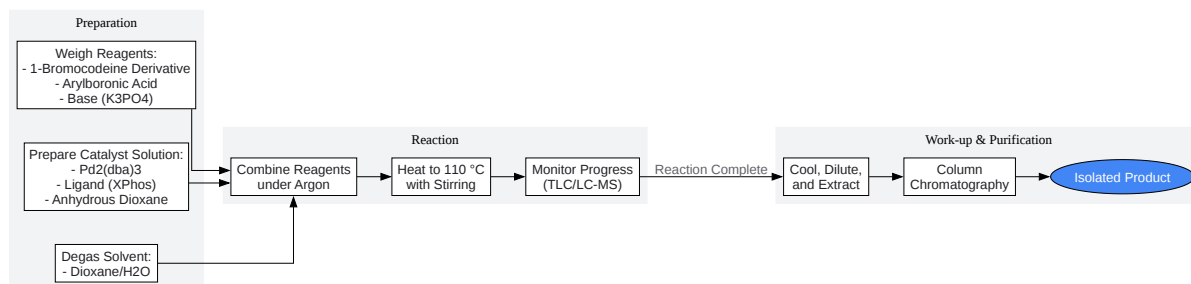 Preparation
Weigh Reagents:
- 1-Bromocodeine Derivative
- Arylboronic Acid
- Base (K3PO4)
Prepare Catalyst Solution:
- Pd2(dba)3
- Ligand (XPhos)
- Anhydrous Dioxane
Degas Solvent:
- Dioxane/H2O
Reaction
Combine Reagents
under Argon
Heat to 110 °C
with Stirring
Monitor Progress
(TLC/LC-MS)
Reaction Complete
Work-up & Purification
Cool, Dilute,
and Extract
Column
Chromatography
Isolated Product